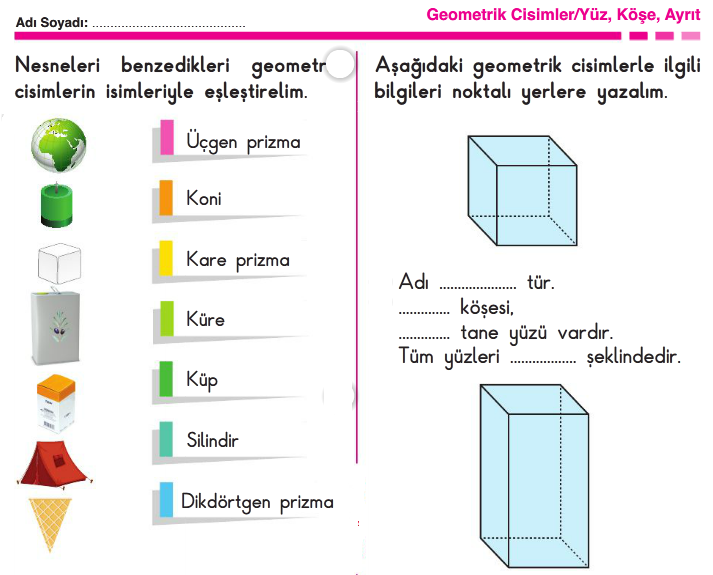 Geometrik Cisimler/Yüz, Köşe, Ayrıt
Adı Soyadı: ..........................................
Nesneleri benzedikleri geometr
cisimlerin isimleriyle eşleştirelim.
Üçgen prizma
Koni
Kare prizma
Küre
Küp
Silindir
Dikdörtgen prizma
Aşağıdaki geometrik cisimlerle ilgili
bilgileri noktalı yerlere yazalım.
Adı ..................... tür.
.............. köşesi,
.............. tane yüzü vardır.
Tüm yüzleri .................. şeklindedir.